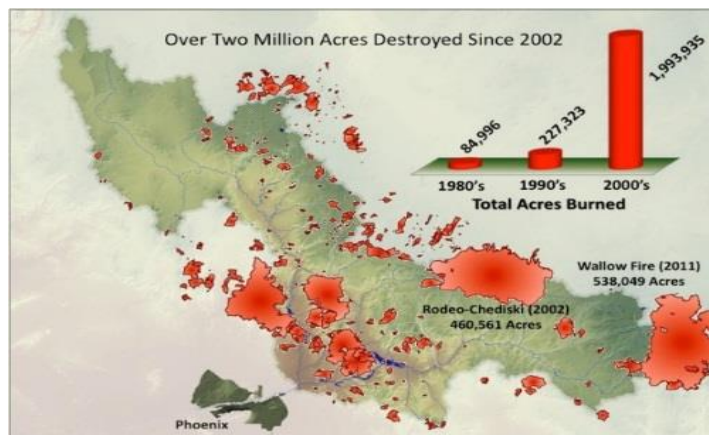 Over Two Million Acres Destroyed Since 2002
84,996
227,323
1,993,935
1980's 1990's 2000's
Total Acres Burned
Wallow Fire (2011)
538,049 Acres
Rodeo-Chediski (2002)
460,561 Acres
Phoenix